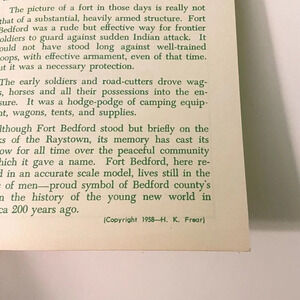 The picture of a fort in those days is really not
that of a substantial, heavily armed structure. Fort
Bedford was a rude but effective way for frontier
oldiers to guard against sudden Indian attack. It
ould not have stood long against well-trained
oops, with effective armament, even of that time.
ut it was a necessary protection.
The early soldiers and road-cutters drove wag-
s, horses and all their possessions into the en-
sure. It was a hodge-podge of camping equip-
nt, wagons, tents, and supplies.
lthough Fort Bedford stood but briefly on the
ks of the Raystown, its memory has cast its
ow for all time over the peaceful community
hich it gave a name. Fort Bedford, here re-
d in an accurate scale model, lives still in the
s of men—proud symbol of Bedford county's
n the history of the young new world in
ca 200 years ago.
(Copyright 1958—H. K. Frear)